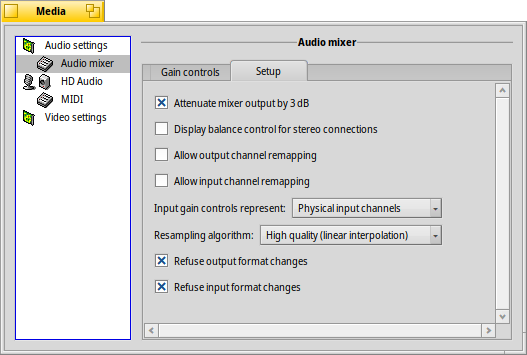 Media
Audio settings
Audio mixer
HD Audio
MIDI
Video settings
Audio mixer
Gain controls
Setup
Attenuate mixer output by 3 dB
Display balance control for stereo connections
Allow output channel remapping
Allow input channel remapping
Input gain controls represent: Physical input channels
Resampling algorithm: High quality (linear interpolation)
Refuse output format changes
Refuse input format changes